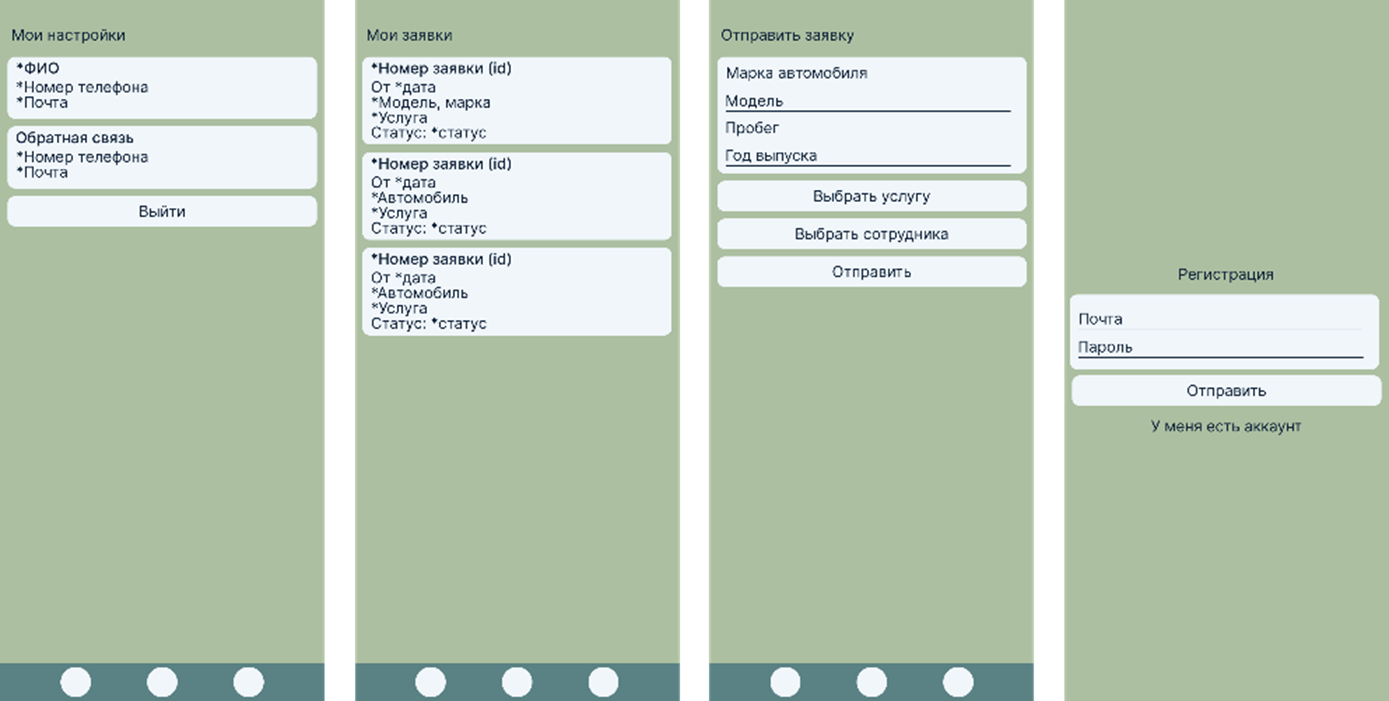 Мои настройки
*ФИО
*Номер телефона
*Почта
Обратная связь
*Номер телефона
*Почта
Выйти
Мои заявки
*Номер заявки (id)
От *дата
*Модель, марка
*Услуга
Статус: *статус
*Номер заявки (id)
От *дата
*Автомобиль
*Услуга
Статус: *статус
*Номер заявки (id)
От *дата
*Автомобиль
*Услуга
Статус: *статус
Отправить заявку
Марка автомобиля
Модель
Пробег
Год выпуска
Выбрать услугу
Выбрать сотрудника
Отправить
Регистрация
Почта
Пароль
Отправить
У меня есть аккаунт